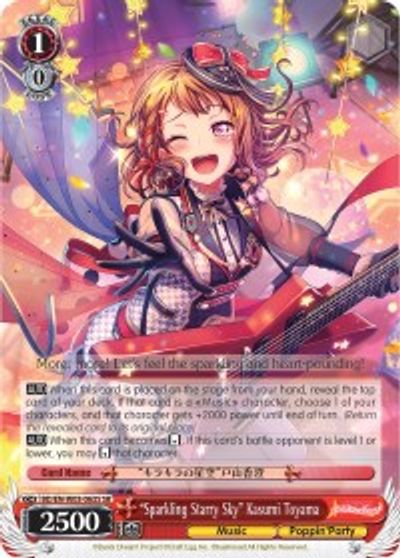 1
0
More, more! Let's feel the sparkling and heart-pounding!
AUTO When this card is placed on the stage from your hand, reveal the top
card of your deck. If that card is a «Music» character, choose 1 of your
characters, and that character gets +2000 power until end of turn. (Return
the revealed card to its original place)
AUTO When this card becomes [-], if this card's battle opponent is level 1 or
lower, you may [-] that character.
Card Name "キラキラの星空"戸山香澄
2500
"Sparkling Starry Sky" Kasumi Toyama
Music Poppin'Party